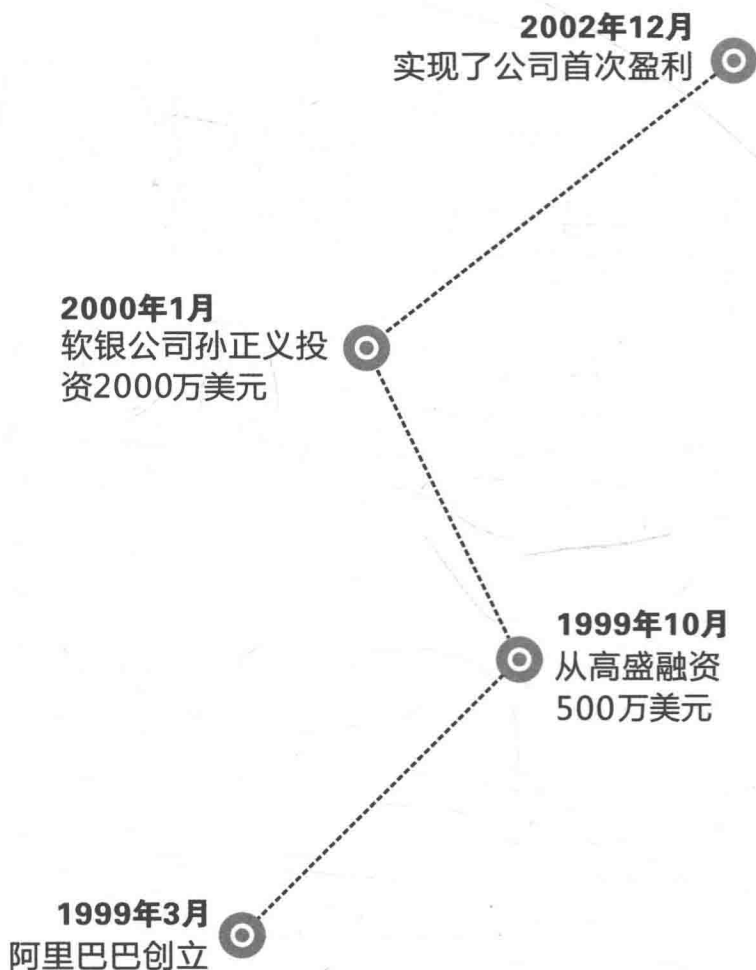 2002年12月
实现了公司首次盈利
2000年1月
软银公司孙正义投
资2000万美元
1999年10月
从高盛融资
500万美元
1999年3月
阿里巴巴创立